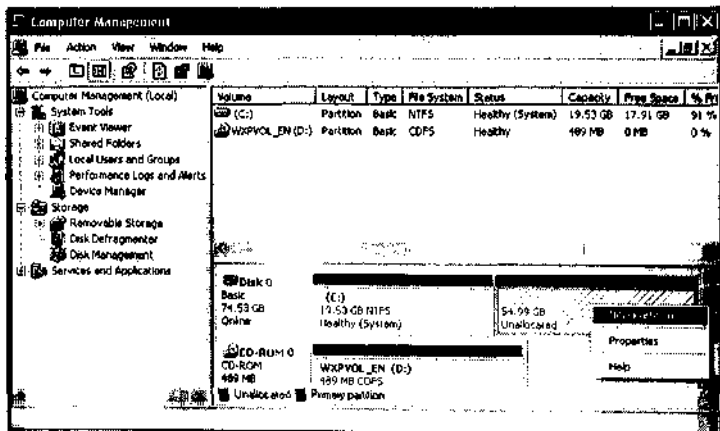 Computer Management
File Action View Window Help
Computer Management (Local)
System Tools
Event Viewer
Shared Folders
Local Users and Groups
Performance Logs and Alerts
Device Manager
Storage
Removable Storage
Disk Defragmenter
Disk Management
Services and Applications
Volume Layout Type File System Status Capacity Free Space % Fr
(C:) Partition Basic NTFS Healthy (System) 19.53 GB 17.91 GB 91 %
WXPVOL_EN (D:) Partition Basic CDFS Healthy 489 MB 0 MB 0 %
Disk 0
Basic
74.53 GB
Online
(C:)
19.53 GB NTFS
Healthy (System)
54.99 GB
Unallocated
Properties
Help
CD-ROM 0
CD-ROM
489 MB
WXPVOL_EN (D:)
489 MB CDFS
Unallocated Primary partition